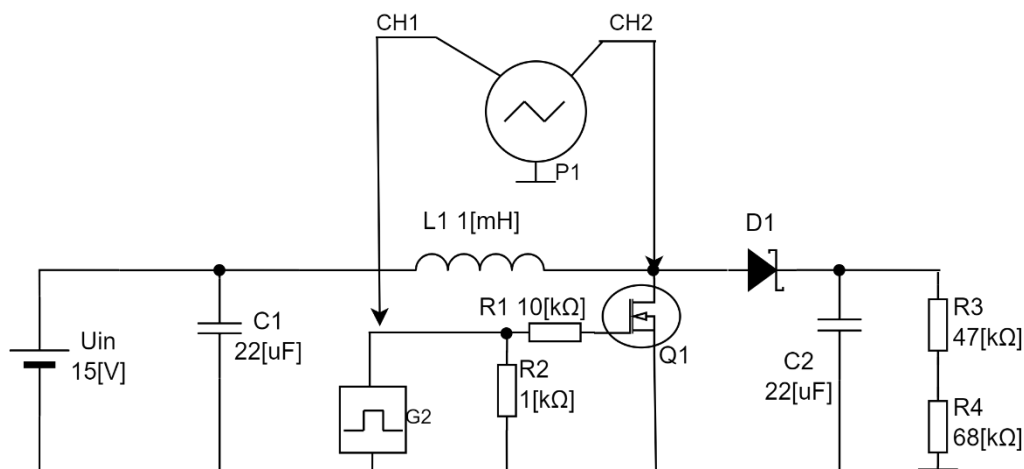 CH1
CH2
P1
L1 1[mH]
D1
R1 10[kΩ]
C1
22[uF]
Uin
15[V]
Q1
R2
1[kΩ]
G2
C2
22[uF]
R3
47[kΩ]
R4
68[kΩ]